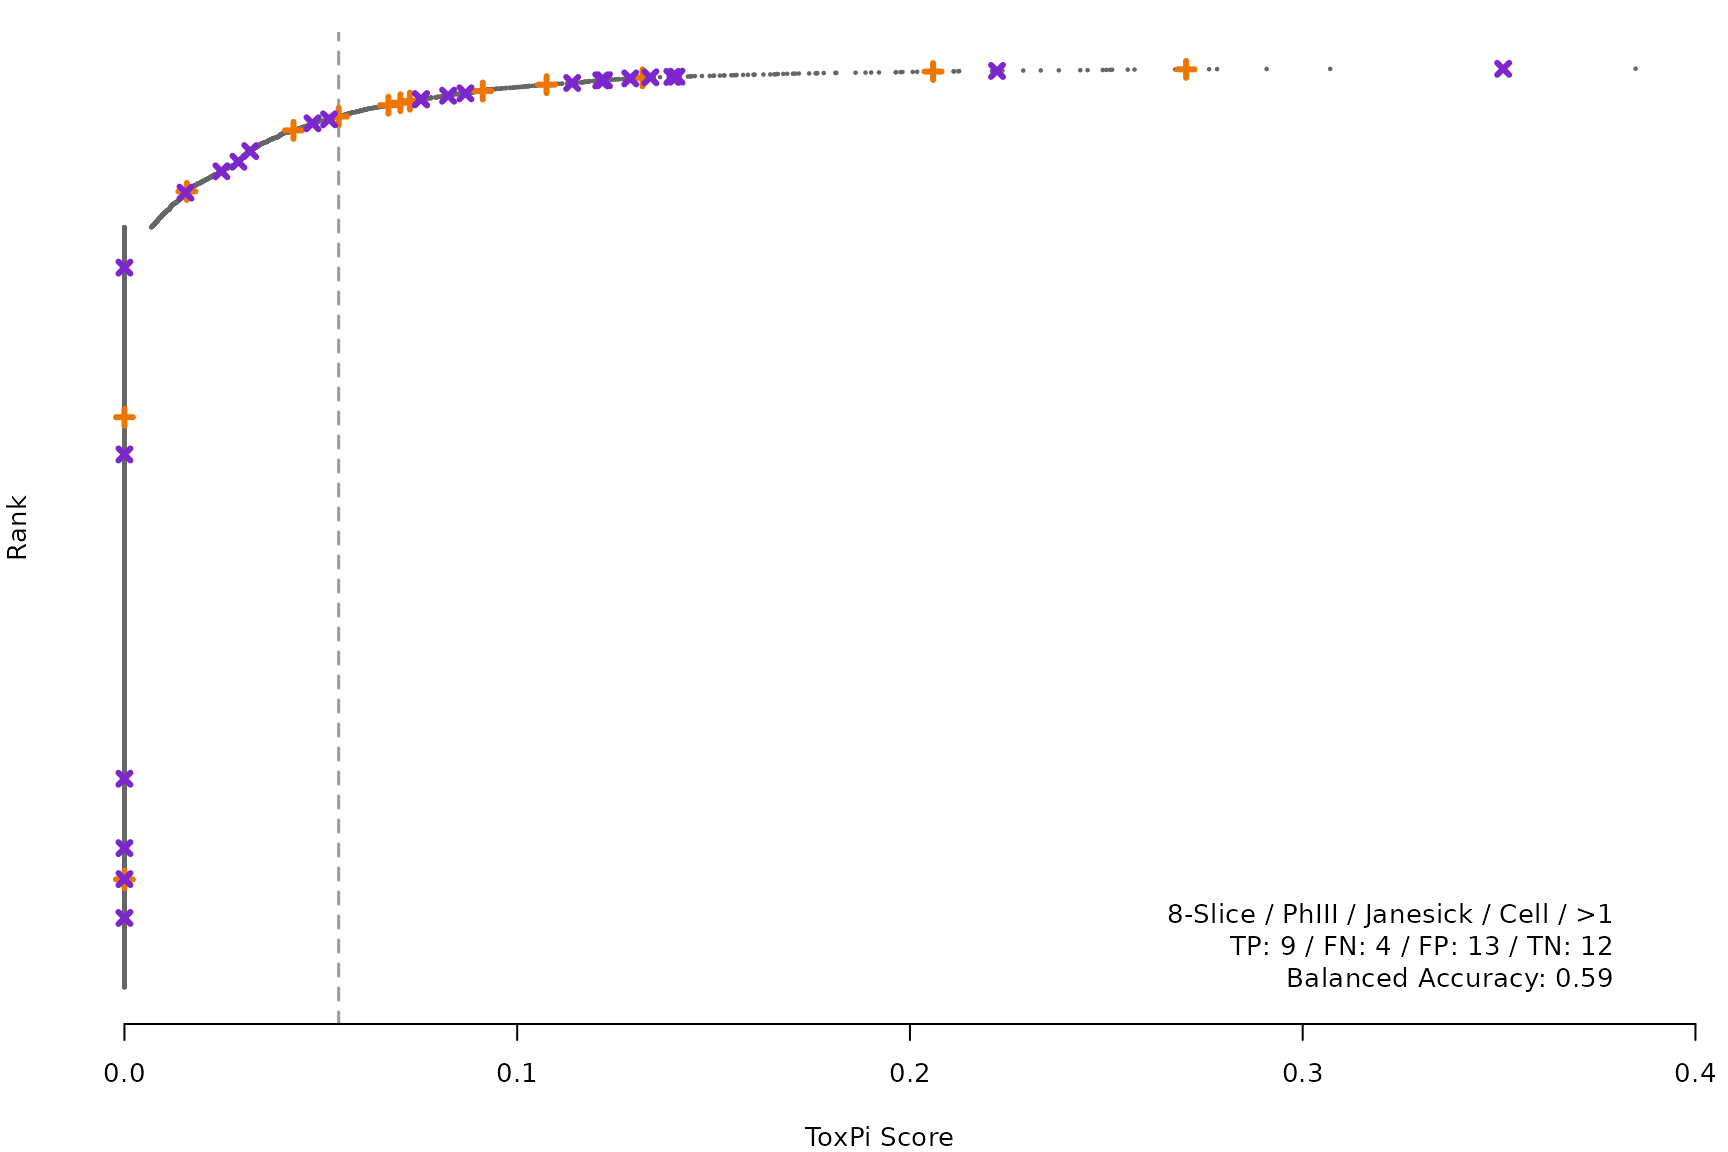 Rank
8-Slice / PhIII / Janesick / Cell / >1
TP: 9 / FN: 4 / FP: 13 / TN: 12
Balanced Accuracy: 0.59
0.0 0.1 0.2 0.3 0.4
ToxPi Score